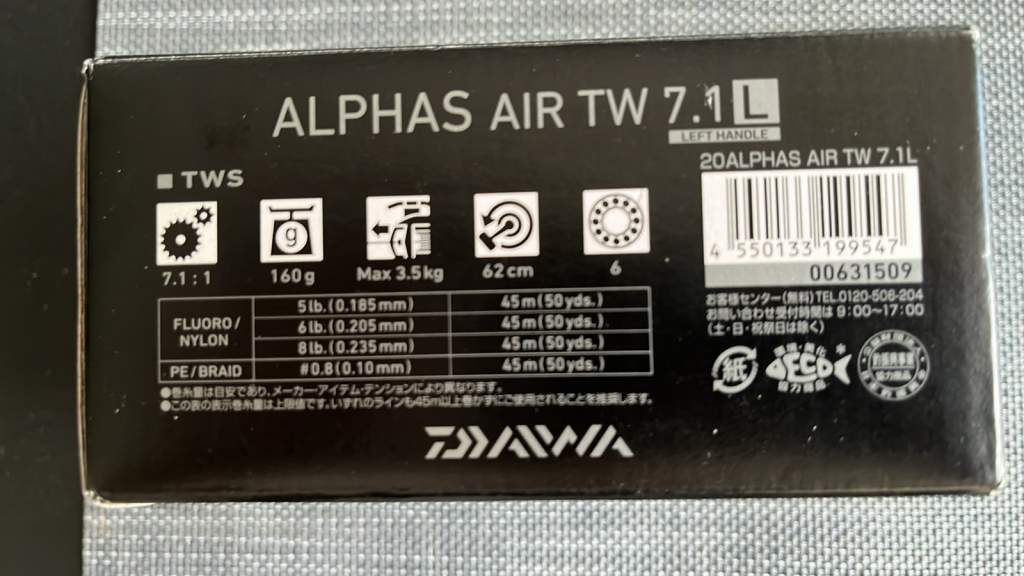 ALPHAS AIR TW 7.1 L
LEFT HANDLE
20ALPHAS AIR TW 7.1L
TWS
g
7.1 : 1
160g
Max 3.5kg
62cm
6
4 550133 199547
00631509
FLUORO/
NYLON
5lb.(0.185mm) 45m(50yds.)
6lb.(0.205mm) 45m(50yds.)
8lb.(0.235mm) 45m(50yds.)
PE/BRAID #0.8(0.10mm) 45m(50yds.)
●巻糸量は目安であり、メーカー・アイテム・テンションにより異なります。
●この表の表示巻糸量は上限値です。いずれのラインも45m以上巻かずにご使用されることを推奨します。
お客様センター(無料)TEL.0120-506-204
お問い合わせ受付時間は 9:00〜17:00
(土・日・祝祭日は除く)
紙
ECO
協力商品
DAIWA